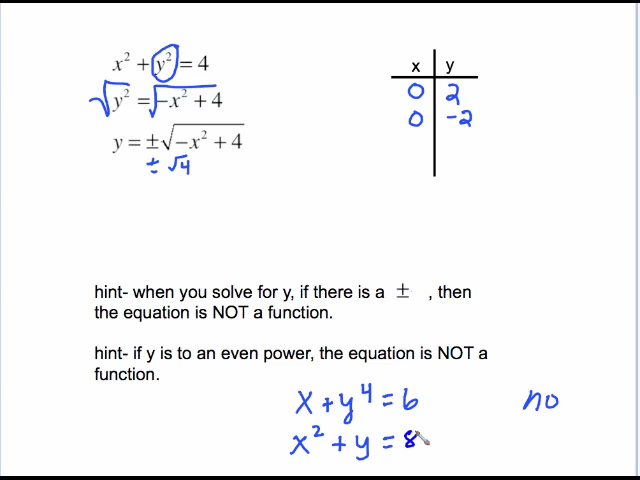 x² + y² = 4
√y² = √-x² + 4
y = ±√-x² + 4
± √4
x y
0 2
0 -2
hint- when you solve for y, if there is a ± , then
the equation is NOT a function.
hint- if y is to an even power, the equation is NOT a
function.
x + y⁴ = 6 no
x² + y = 8